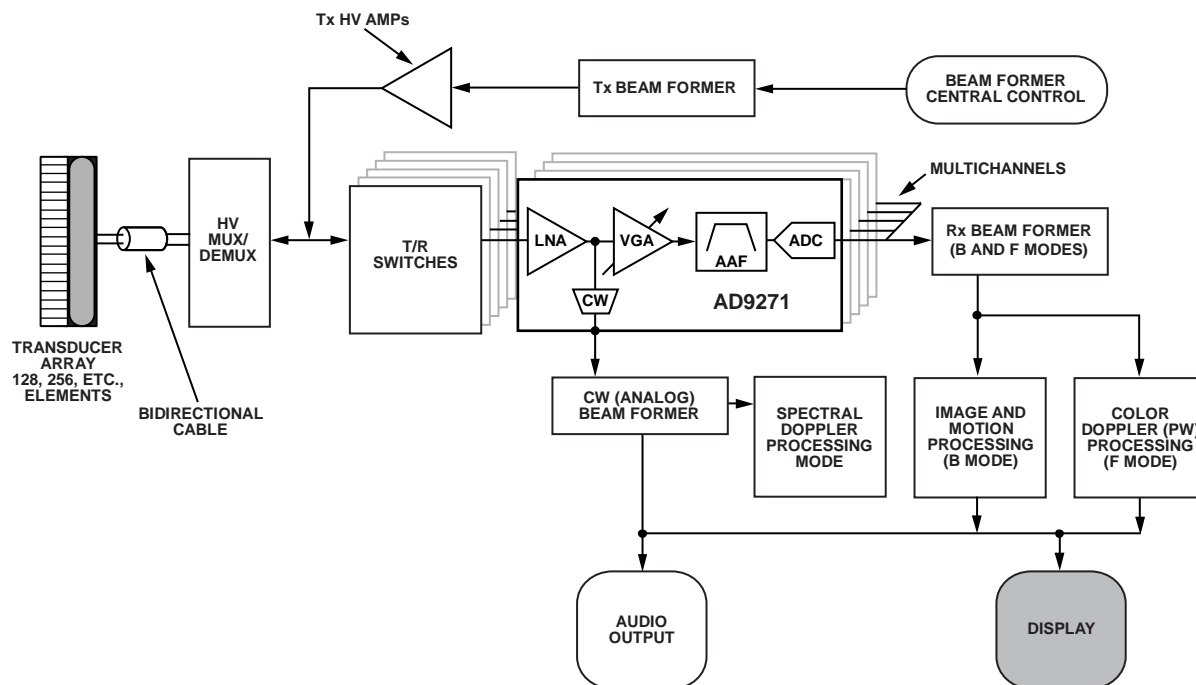 Tx HV AMPs
Tx BEAM FORMER
BEAM FORMER
CENTRAL CONTROL
MULTICHANNELS
HV
MUX/
DEMUX
T/R
SWITCHES
LNA
VGA
AAF
ADC
CW
AD9271
Rx BEAM FORMER
(B AND F MODES)
TRANSDUCER
ARRAY
128, 256, ETC.,
ELEMENTS
BIDIRECTIONAL
CABLE
CW (ANALOG)
BEAM FORMER
SPECTRAL
DOPPLER
PROCESSING
MODE
IMAGE AND
MOTION
PROCESSING
(B MODE)
COLOR
DOPPLER (PW)
PROCESSING
(F MODE)
AUDIO
OUTPUT
DISPLAY